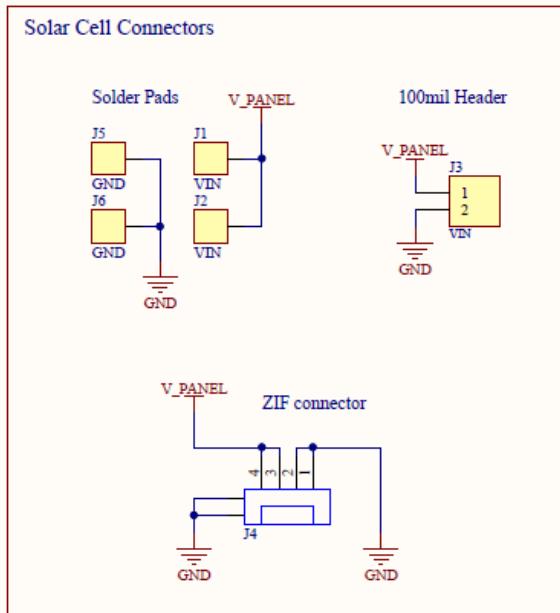 Solar Cell Connectors
Solder Pads
V_PANEL
100mil Header
J5
J1
V_PANEL
J3
GND
VIN
1
2
J6
J2
VIN
GND
VIN
GND
GND
V_PANEL
ZIF connector
4
3
2
1
J4
GND
GND